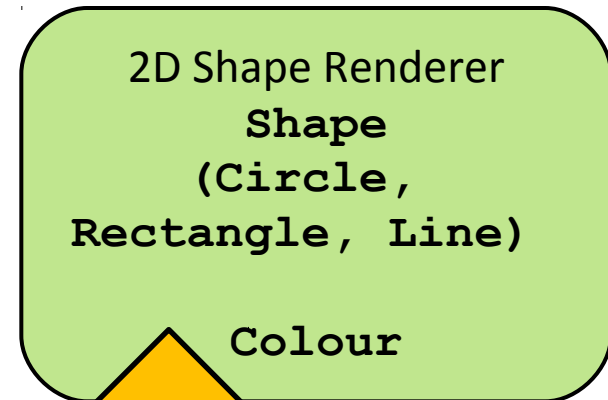 2D Shape Renderer
Shape
(Circle,
Rectangle, Line)
Colour